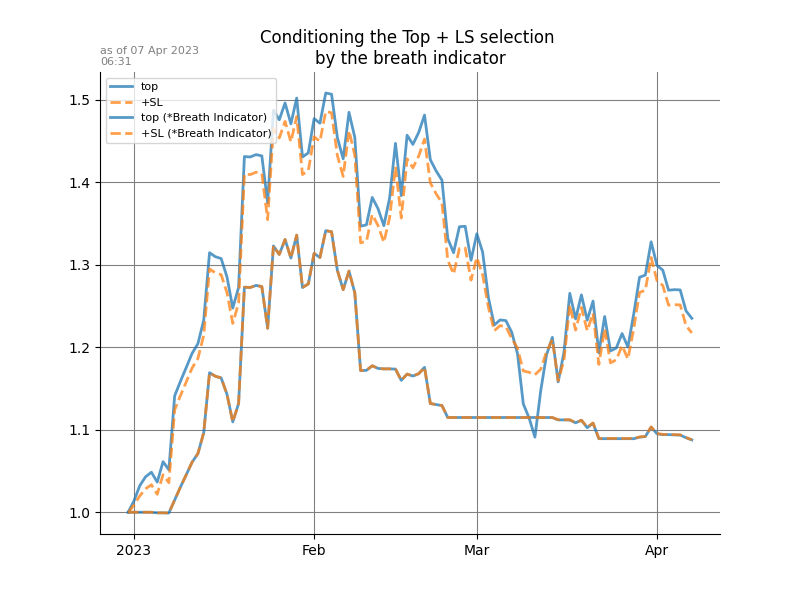 Conditioning the Top + LS selection
by the breath indicator
as of 07 Apr 2023
06:31
top
+SL
top (*Breath Indicator)
+SL (*Breath Indicator)
1.5
1.4
1.3
1.2
1.1
1.0
2023 Feb Mar Apr